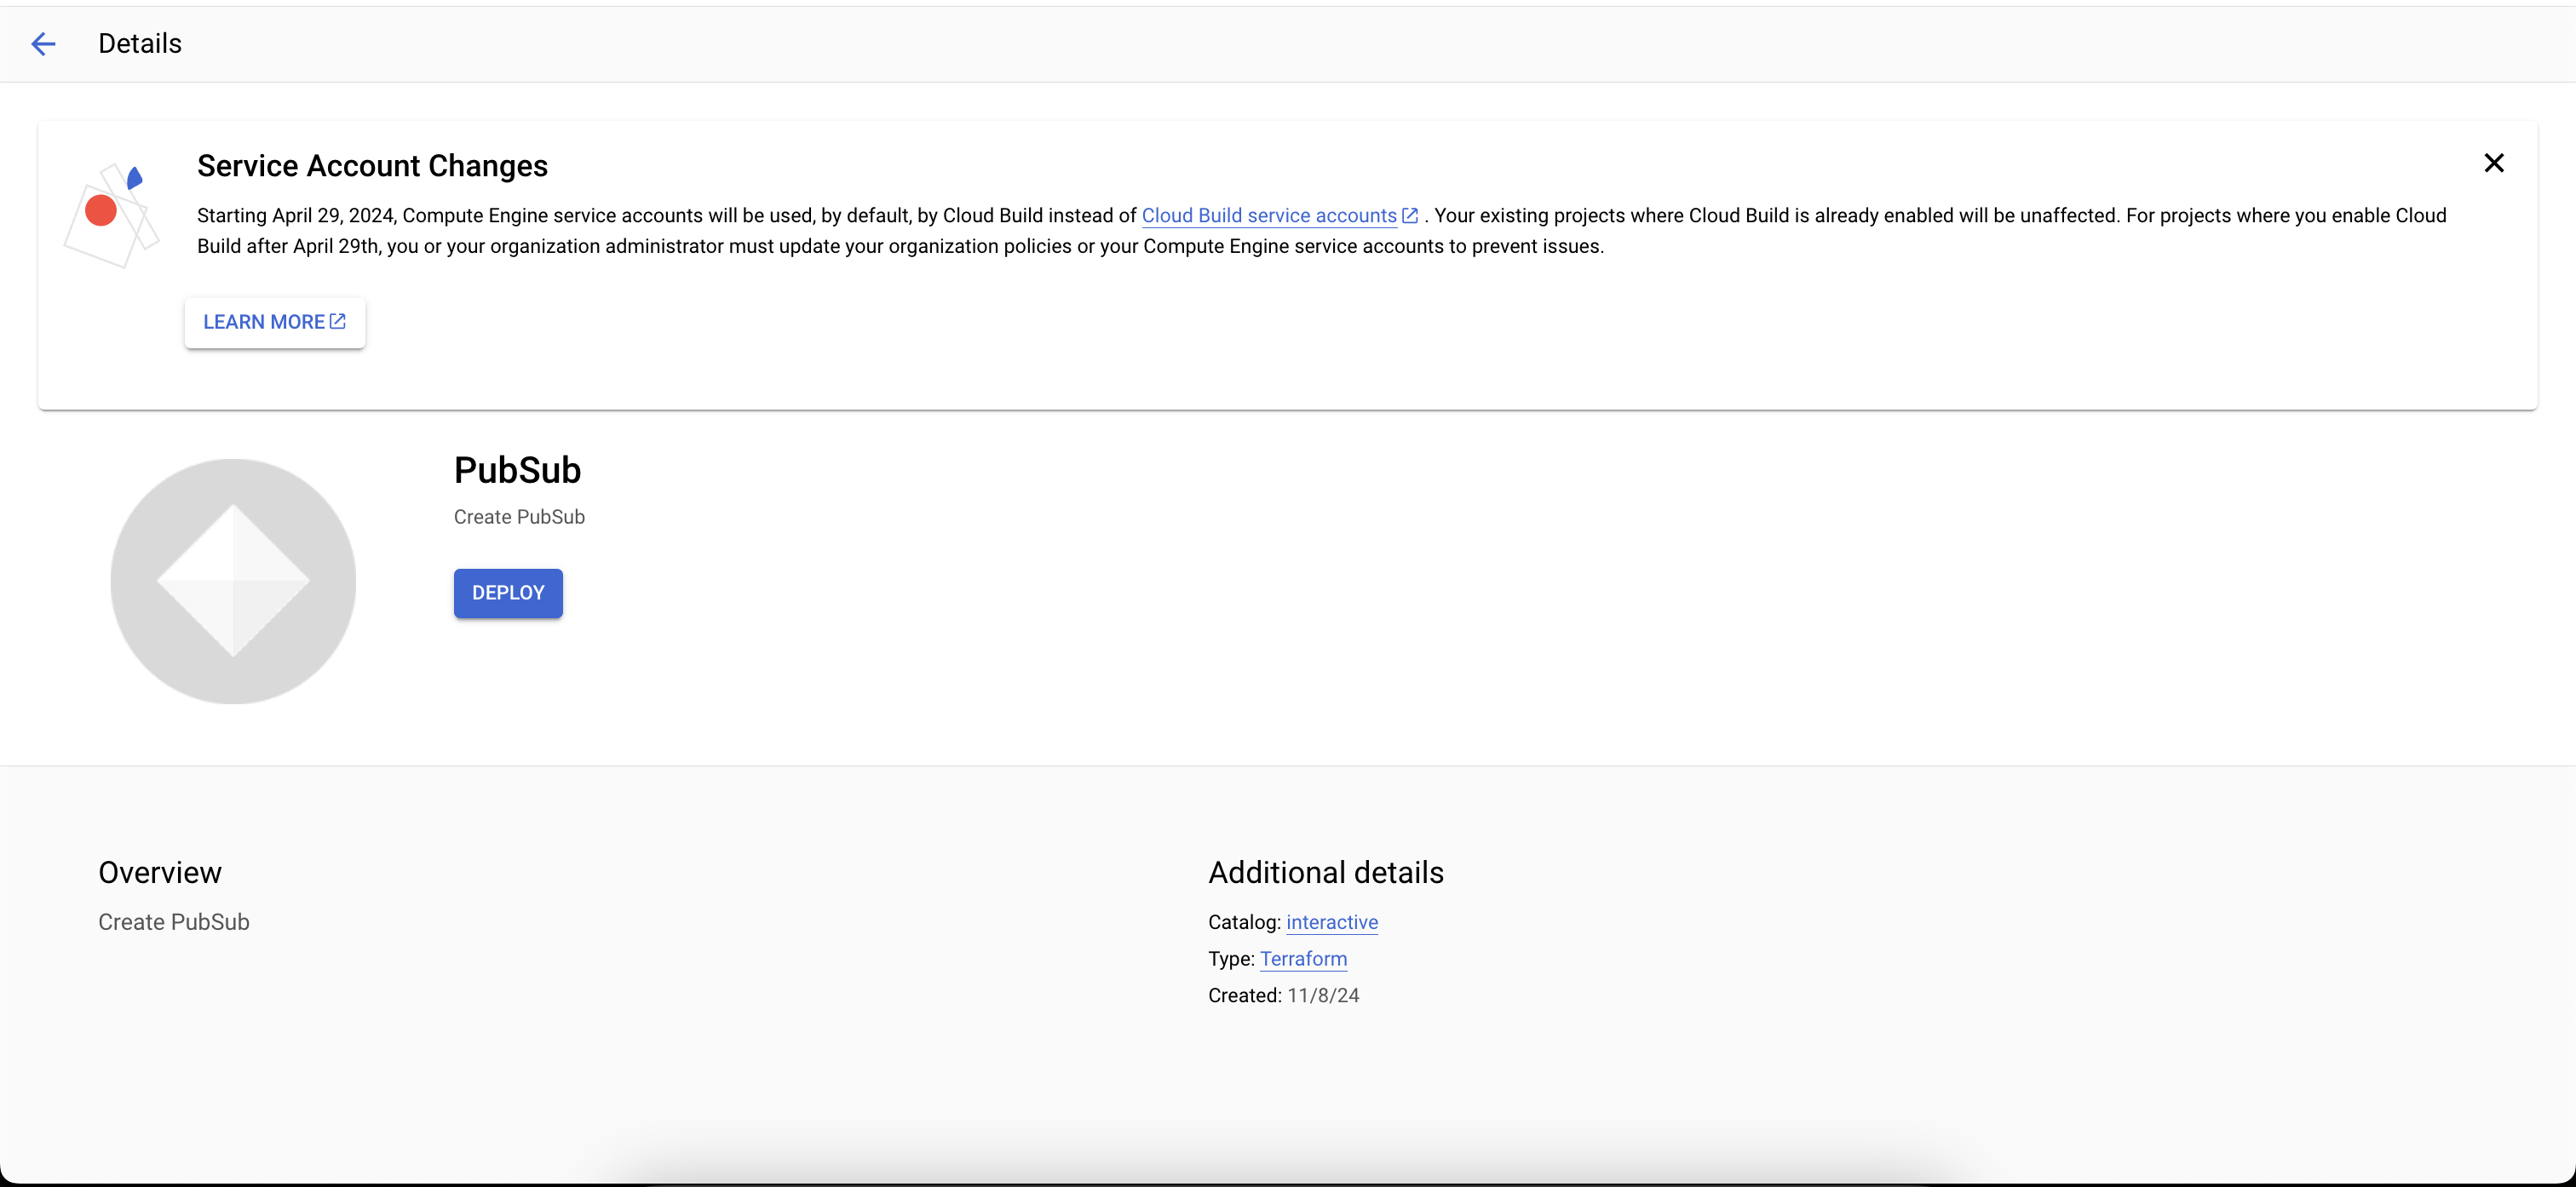 Details
Service Account Changes
Starting April 29, 2024, Compute Engine service accounts will be used, by default, by Cloud Build instead of Cloud Build service accounts . Your existing projects where Cloud Build is already enabled will be unaffected. For projects where you enable Cloud
Build after April 29th, you or your organization administrator must update your organization policies or your Compute Engine service accounts to prevent issues.
LEARN MORE
PubSub
Create PubSub
DEPLOY
Overview
Create PubSub
Additional details
Catalog: interactive
Type: Terraform
Created: 11/8/24